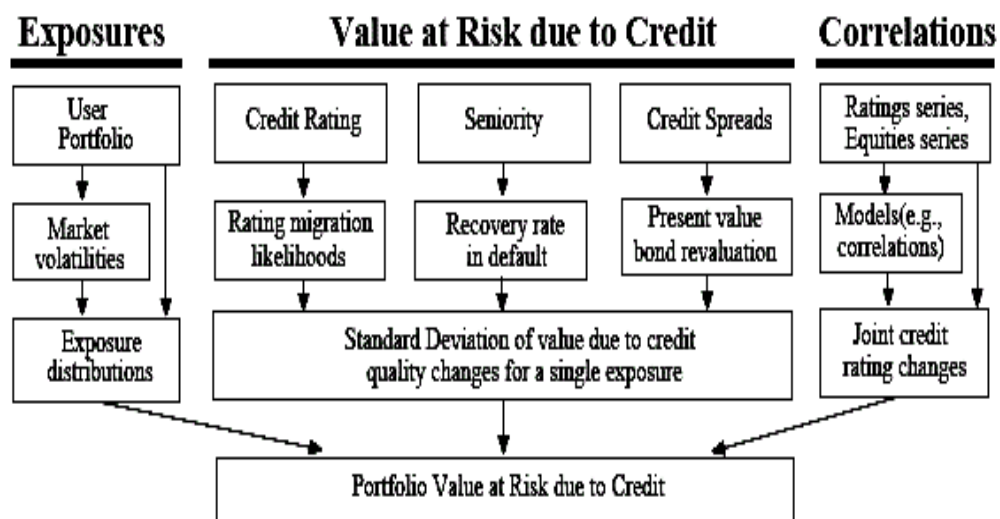 Exposures
Value at Risk due to Credit
Correlations
User
Portfolio
Credit Rating
Seniority
Credit Spreads
Ratings series,
Equities series
Market
volatilities
Rating migration
likelihoods
Recovery rate
in default
Present value
bond revaluation
Models(e.g.,
correlations)
Exposure
distributions
Standard Deviation of value due to credit
quality changes for a single exposure
Joint credit
rating changes
Portfolio Value at Risk due to Credit